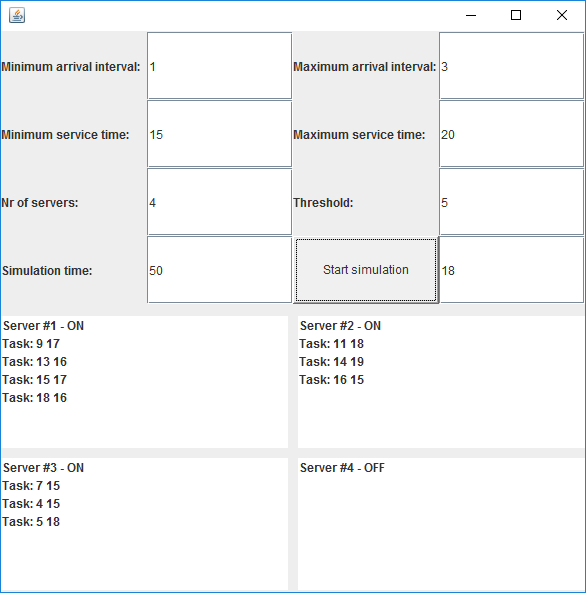 Minimum arrival interval: 1 Maximum arrival interval: 3
Minimum service time: 15 Maximum service time: 20
Nr of servers: 4 Threshold: 5
Simulation time: 50 Start simulation 18
Server #1 - ON
Task: 9 17
Task: 13 16
Task: 15 17
Task: 18 16
Server #2 - ON
Task: 11 18
Task: 14 19
Task: 16 15
Server #3 - ON
Task: 7 15
Task: 4 15
Task: 5 18
Server #4 - OFF